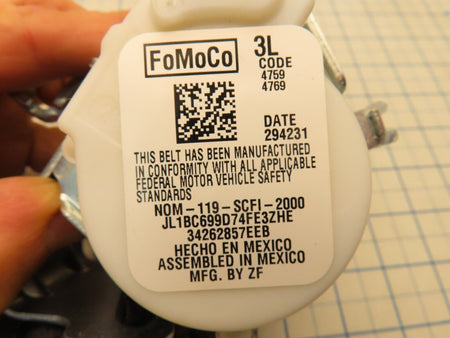 FoMoCo
3L
CODE
4759
4769
DATE
294231
THIS BELT HAS BEEN MANUFACTURED
IN CONFORMITY WITH ALL APPLICABLE
FEDERAL MOTOR VEHICLE SAFETY
STANDARDS
NOM-119-SCFI-2000
JL1BC699D74FE3ZHE
34262857EEB
HECHO EN MEXICO
ASSEMBLED IN MEXICO
MFG. BY ZF